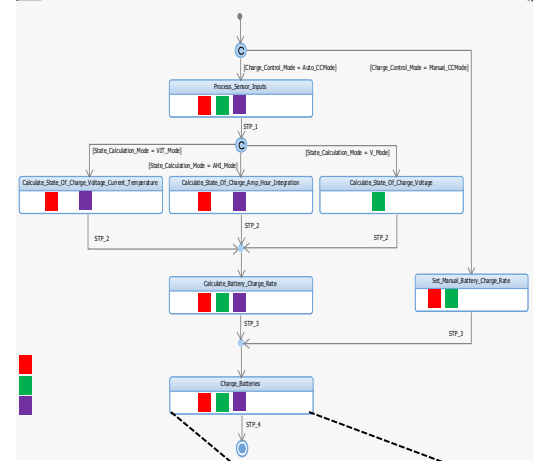 C
[Charge_Control_Mode = Auto_CCMode]
[Charge_Control_Mode = Manual_CCMode]
Process_Sensor_Inputs
STP_1
C
[State_Calculation_Mode = VIT_Mode]
[State_Calculation_Mode = V_Mode]
[State_Calculation_Mode = AHI_Mode]
Calculate_State_Of_Charge_Voltage_Current_Temperature
Calculate_State_Of_Charge_Amp_Hour_Integration
Calculate_State_Of_Charge_Voltage
STP_2
STP_2
STP_2
Calculate_Battery_Charge_Rate
Set_Manual_Battery_Charge_Rate
STP_3
STP_3
Charge_Batteries
STP_4